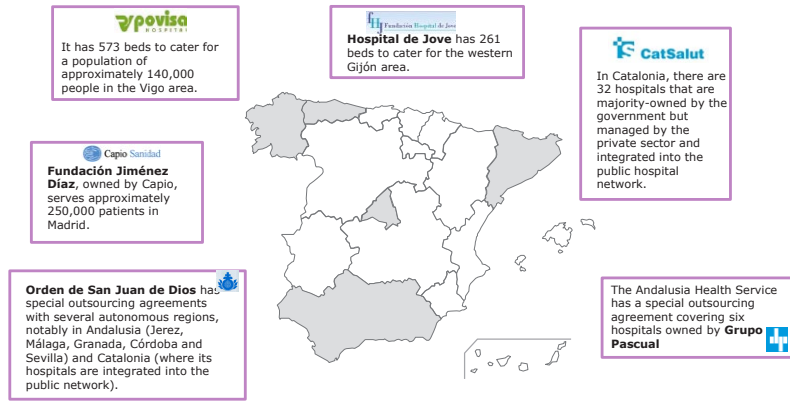 povisa
HOSPITAL
It has 573 beds to cater for
a population of
approximately 140,000
people in the Vigo area.
fHJ Fundación Hospital de Jove
Hospital de Jove has 261
beds to cater for the western
Gijón area.
CatSalut
In Catalonia, there are
32 hospitals that are
majority-owned by the
government but
managed by the
private sector and
integrated into the
public hospital
network.
Capio Sanidad
Fundación Jiménez
Díaz, owned by Capio,
serves approximately
250,000 patients in
Madrid.
Orden de San Juan de Dios has
special outsourcing agreements
with several autonomous regions,
notably in Andalusia (Jerez,
Málaga, Granada, Córdoba and
Sevilla) and Catalonia (where its
hospitals are integrated into the
public network).
The Andalusia Health Service
has a special outsourcing
agreement covering six
hospitals owned by Grupo
Pascual